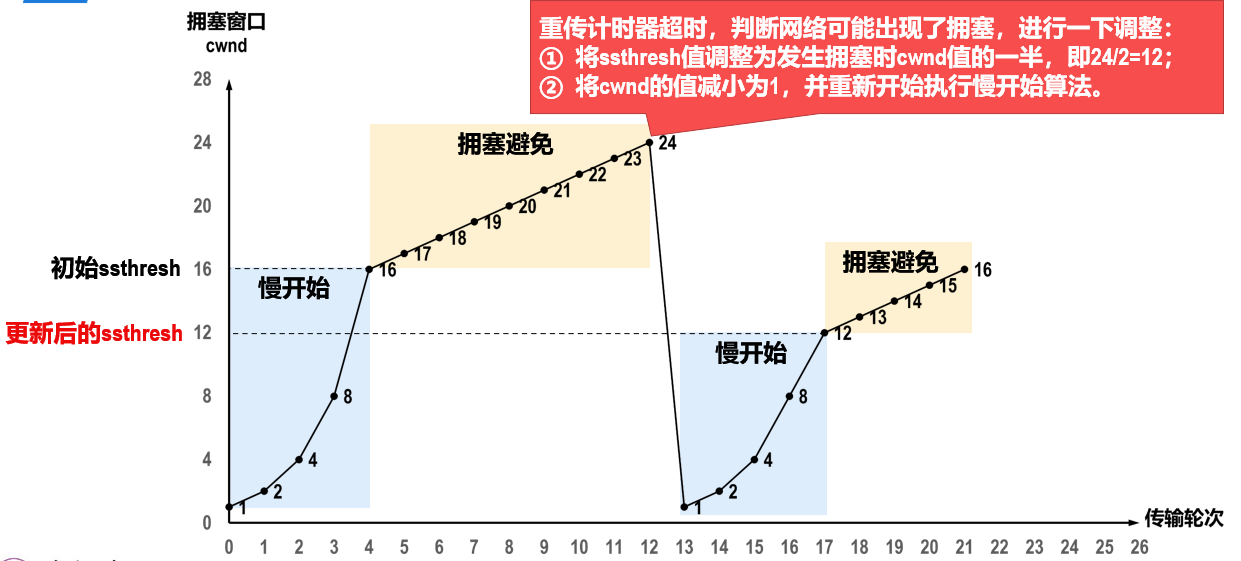 拥塞窗口
cwnd
重传计时器超时，判断网络可能出现了拥塞，进行一下调整：
① 将ssthresh值调整为发生拥塞时cwnd值的一半，即24/2=12；
② 将cwnd的值减小为1，并重新开始执行慢开始算法。
28
24
20
初始ssthresh 16
更新后的ssthresh 12
8
4
0
慢开始
1
2
4
8
16
拥塞避免
17
18
19
20
21
22
23
24
慢开始
1
2
4
8
12
拥塞避免
13
14
15
16
0 1 2 3 4 5 6 7 8 9 10 11 12 13 14 15 16 17 18 19 20 21 22 23 24 25 26
传输轮次